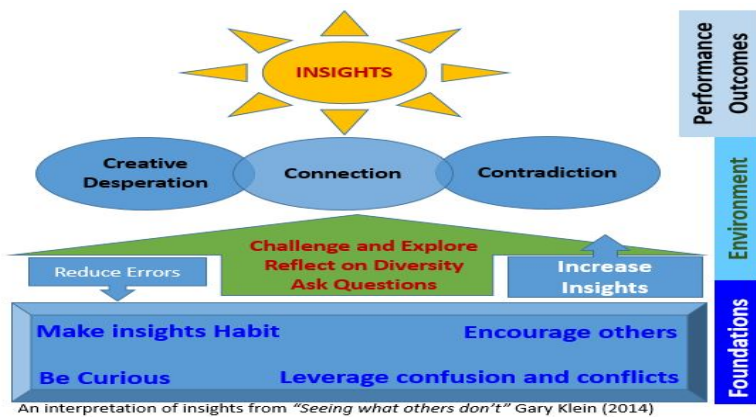 INSIGHTS
Performance
Outcomes
Creative
Desperation
Connection
Contradiction
Environment
Challenge and Explore
Reflect on Diversity
Ask Questions
Reduce Errors
Increase
Insights
Foundations
Make insights Habit
Encourage others
Be Curious
Leverage confusion and conflicts
An interpretation of insights from "Seeing what others don't" Gary Klein (2014)